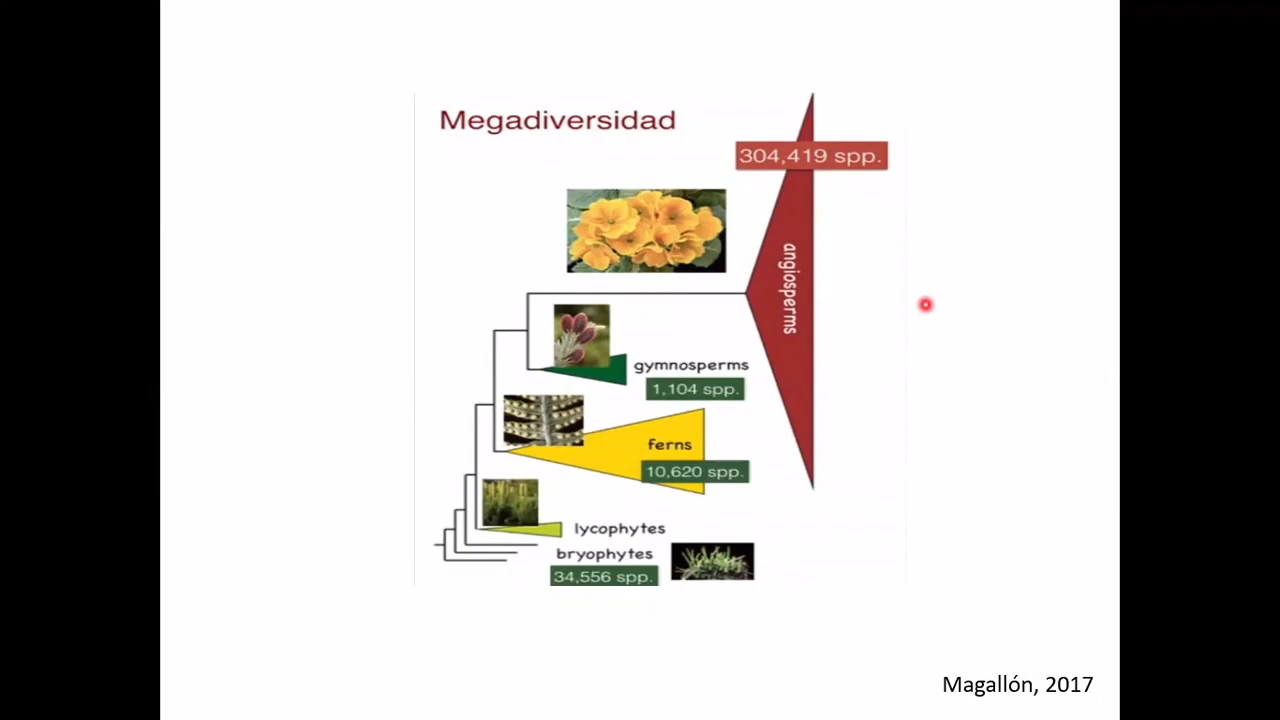 Megadiversidad
304,419 spp.
angiosperms
gymnosperms
1,104 spp.
ferns
10,620 spp.
lycophytes
bryophytes
34,556 spp.
Magallón, 2017